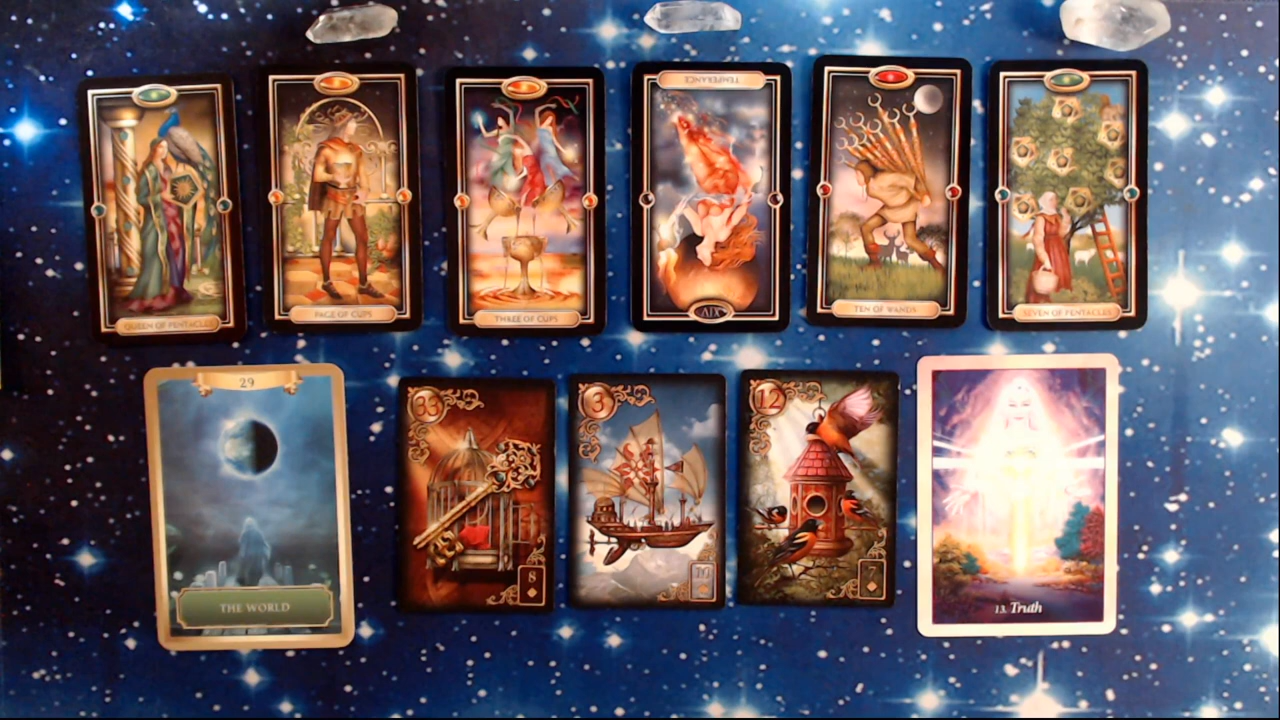 QUEEN OF PENTACLES
PAGE OF CUPS
THREE OF CUPS
TEMPERANCE
XIV
TEN OF WANDS
SEVEN OF PENTACLES
29
THE WORLD
33
8
3
10
12
7
13. Truth